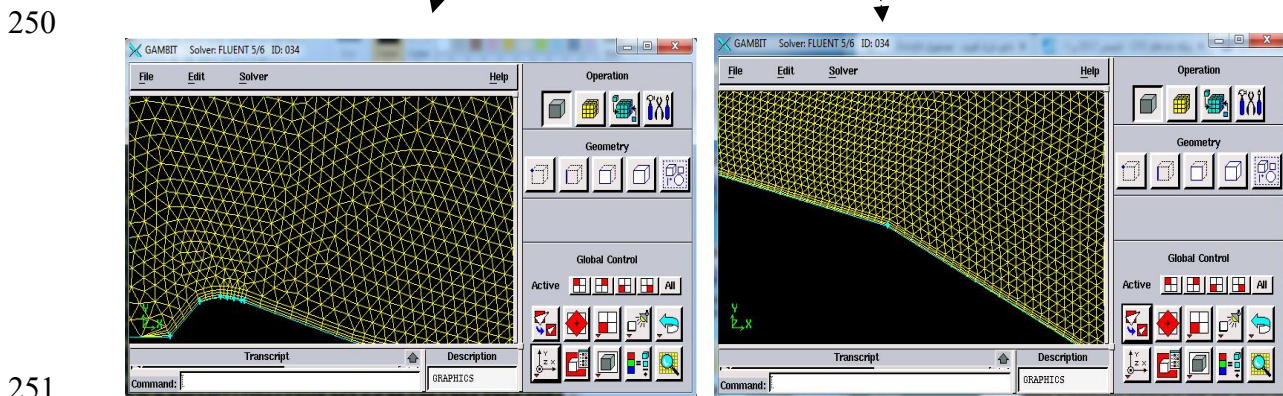 250
GAMBIT Solver: FLUENT 5/6 ID: 034
File Edit Solver Help
Operation
Geometry
Global Control
Active All
Transcript
Description
Command:
GRAPHICS
Y
Z X
GAMBIT Solver: FLUENT 5/6 ID: 034
File Edit Solver Help
Operation
Geometry
Global Control
Active All
Transcript
Description
Command:
GRAPHICS
Y
Z X
251